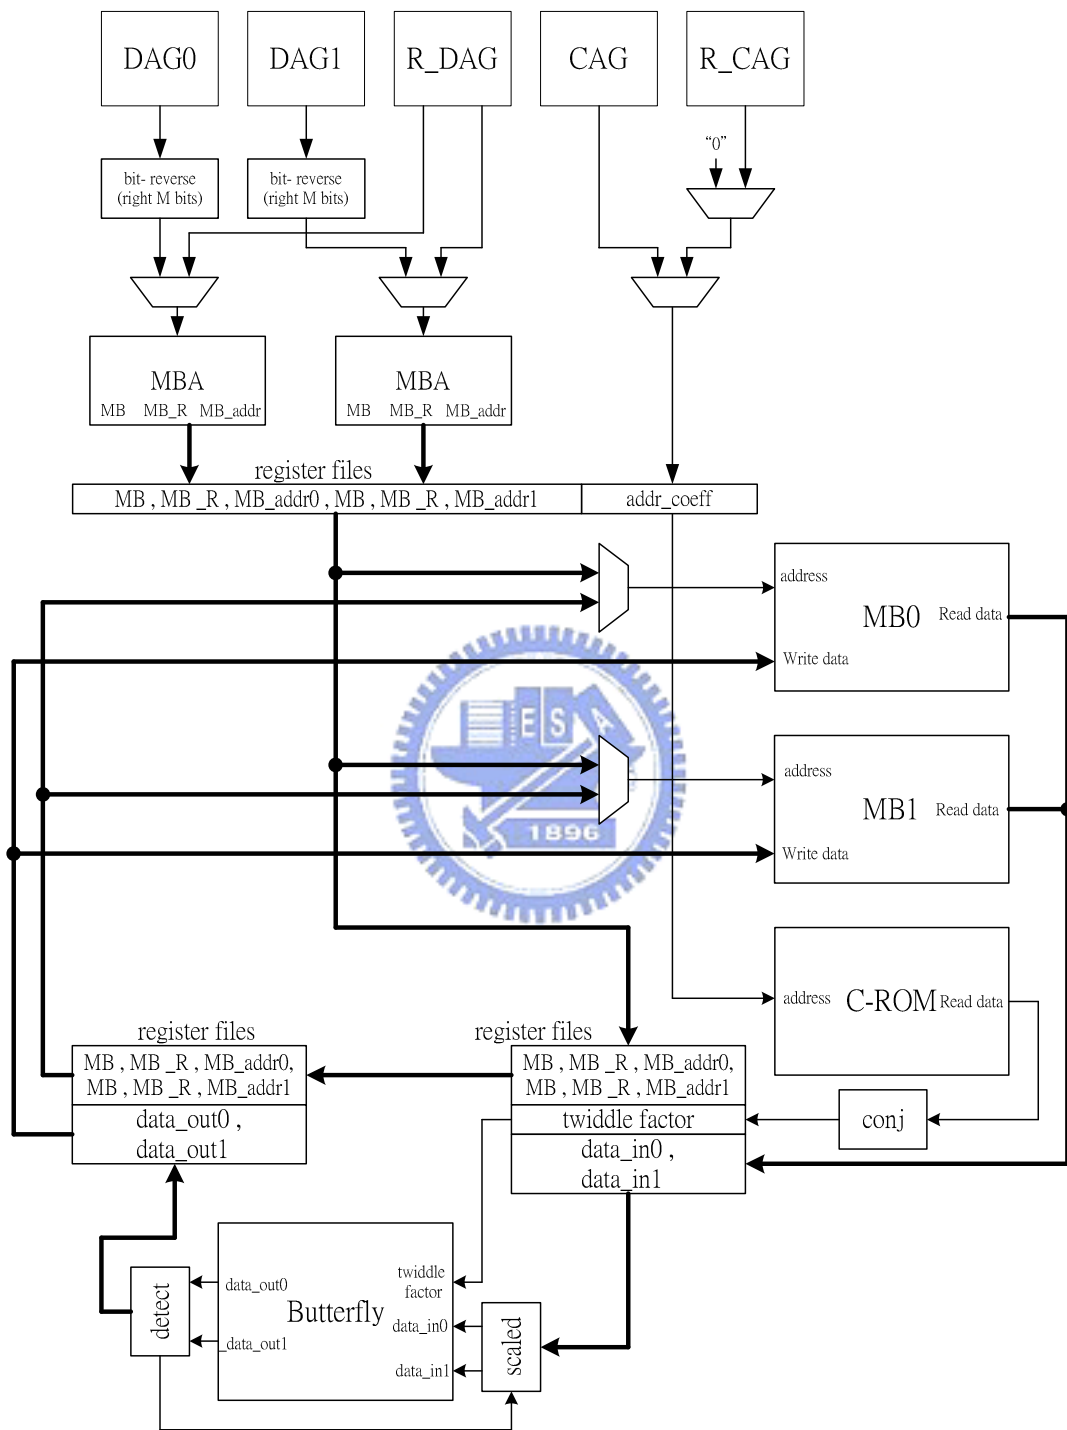 DAG0
DAG1
R_DAG
CAG
R_CAG
“0”
bit- reverse
(right M bits)
bit- reverse
(right M bits)
MBA
MB MB_R MB_addr
MBA
MB MB_R MB_addr
register files
MB , MB _R , MB_addr0 , MB , MB _R , MB_addr1
addr_coeff
address
MB0
Read data
Write data
E S A
1896
address
MB1
Read data
Write data
address
C-ROM
Read data
register files
MB , MB _R , MB_addr0,
MB , MB _R , MB_addr1
data_out0 ,
data_out1
register files
MB , MB _R , MB_addr0,
MB , MB _R , MB_addr1
twiddle factor
data_in0 ,
data_in1
conj
detect
data_out0
_data_out1
Butterfly
twiddle
factor
data_in0
data_in1
scaled